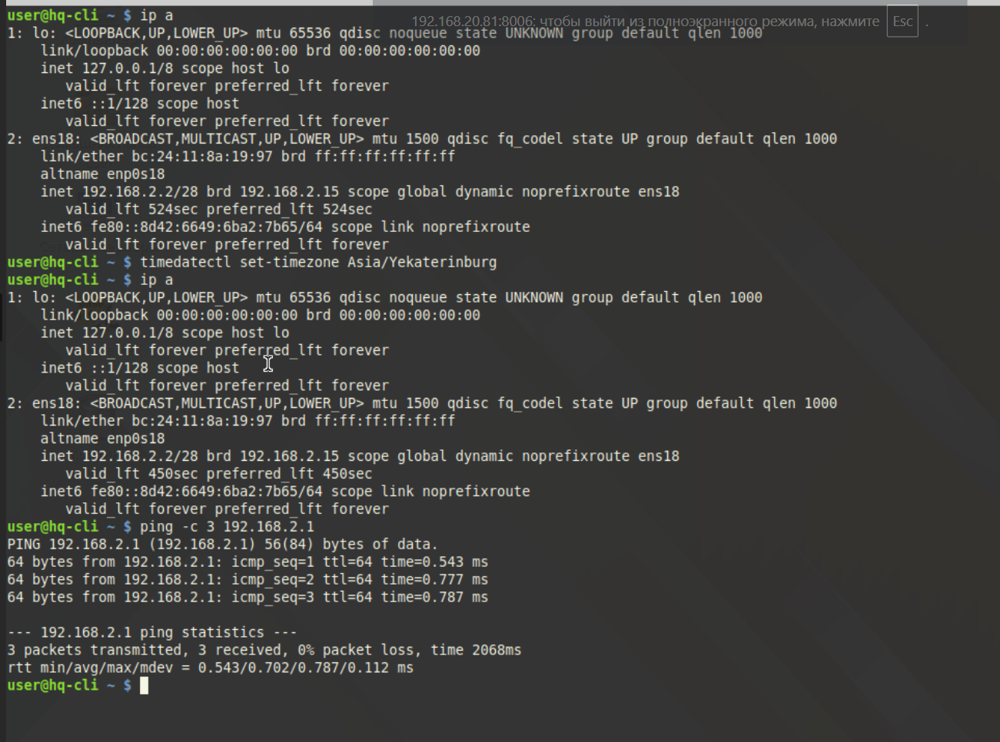 user@hq-cli ~ $ ip a
192.168.20.81:8006: чтобы выйти из полноэкранного режима, нажмите Esc .
1: lo: <LOOPBACK,UP,LOWER_UP> mtu 65536 qdisc noqueue state UNKNOWN group default qlen 1000
    link/loopback 00:00:00:00:00:00 brd 00:00:00:00:00:00
    inet 127.0.0.1/8 scope host lo
       valid_lft forever preferred_lft forever
    inet6 ::1/128 scope host
       valid_lft forever preferred_lft forever
2: ens18: <BROADCAST,MULTICAST,UP,LOWER_UP> mtu 1500 qdisc fq_codel state UP group default qlen 1000
    link/ether bc:24:11:8a:19:97 brd ff:ff:ff:ff:ff:ff
    altname enp0s18
    inet 192.168.2.2/28 brd 192.168.2.15 scope global dynamic noprefixroute ens18
       valid_lft 524sec preferred_lft 524sec
    inet6 fe80::8d42:6649:6ba2:7b65/64 scope link noprefixroute
       valid_lft forever preferred_lft forever
user@hq-cli ~ $ timedatectl set-timezone Asia/Yekaterinburg
user@hq-cli ~ $ ip a
1: lo: <LOOPBACK,UP,LOWER_UP> mtu 65536 qdisc noqueue state UNKNOWN group default qlen 1000
    link/loopback 00:00:00:00:00:00 brd 00:00:00:00:00:00
    inet 127.0.0.1/8 scope host lo
       valid_lft forever preferred_lft forever
    inet6 ::1/128 scope host
       valid_lft forever preferred_lft forever
2: ens18: <BROADCAST,MULTICAST,UP,LOWER_UP> mtu 1500 qdisc fq_codel state UP group default qlen 1000
    link/ether bc:24:11:8a:19:97 brd ff:ff:ff:ff:ff:ff
    altname enp0s18
    inet 192.168.2.2/28 brd 192.168.2.15 scope global dynamic noprefixroute ens18
       valid_lft 450sec preferred_lft 450sec
    inet6 fe80::8d42:6649:6ba2:7b65/64 scope link noprefixroute
       valid_lft forever preferred_lft forever
user@hq-cli ~ $ ping -c 3 192.168.2.1
PING 192.168.2.1 (192.168.2.1) 56(84) bytes of data.
64 bytes from 192.168.2.1: icmp_seq=1 ttl=64 time=0.543 ms
64 bytes from 192.168.2.1: icmp_seq=2 ttl=64 time=0.777 ms
64 bytes from 192.168.2.1: icmp_seq=3 ttl=64 time=0.787 ms

--- 192.168.2.1 ping statistics ---
3 packets transmitted, 3 received, 0% packet loss, time 2068ms
rtt min/avg/max/mdev = 0.543/0.702/0.787/0.112 ms
user@hq-cli ~ $